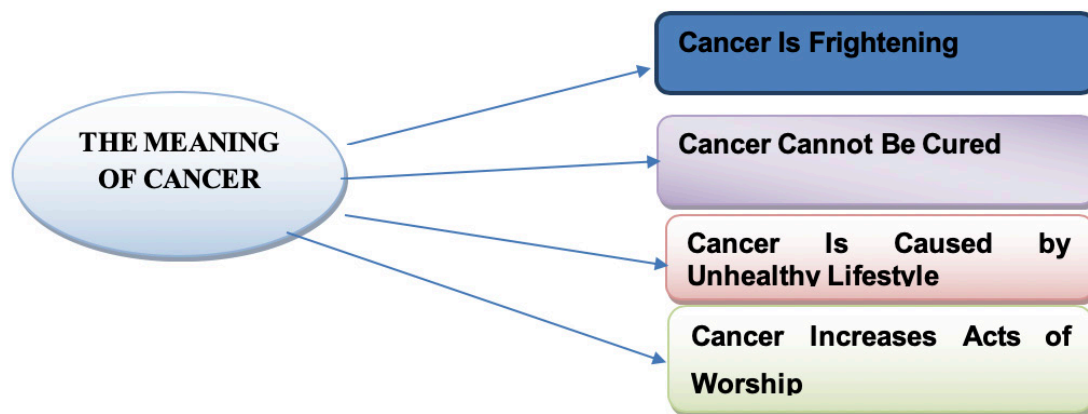 THE MEANING
OF CANCER
Cancer Is Frightening
Cancer Cannot Be Cured
Cancer Is Caused by
Unhealthy Lifestyle
Cancer Increases Acts of
Worship